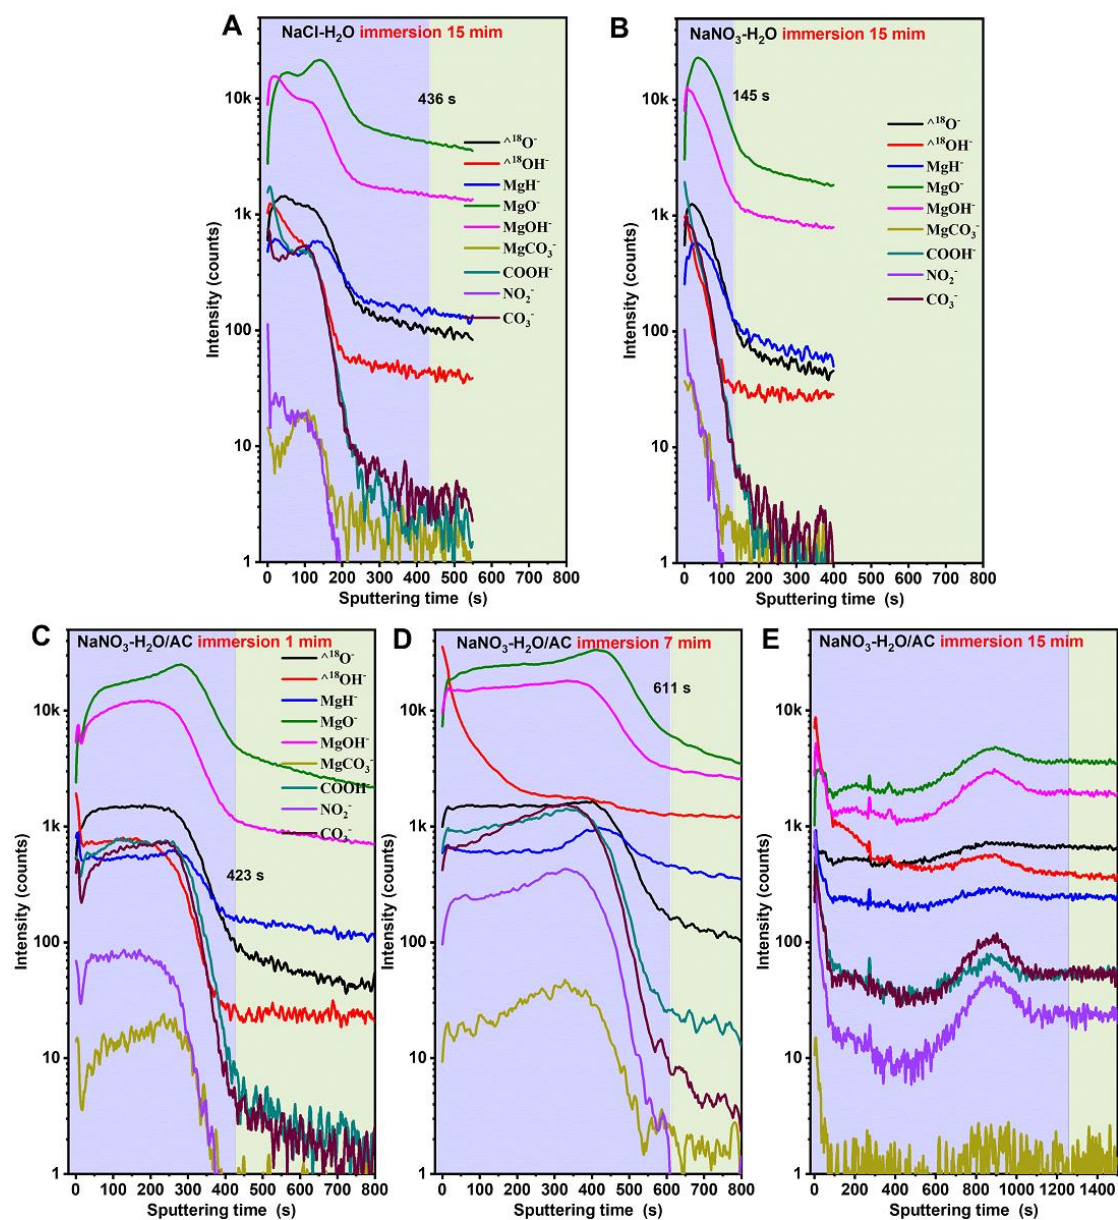 A
NaCl-H₂O immersion 15 mim
436 s
^¹⁸O⁻
^¹⁸OH⁻
MgH⁻
MgO⁻
MgOH⁻
MgCO₃⁻
COOH⁻
NO₂⁻
CO₃⁻
Intensity (counts)
10k
1k
100
10
1
0 100 200 300 400 500 600 700 800
Sputtering time (s)
B
NaNO₃-H₂O immersion 15 mim
145 s
^¹⁸O⁻
^¹⁸OH⁻
MgH⁻
MgO⁻
MgOH⁻
MgCO₃⁻
COOH⁻
NO₂⁻
CO₃⁻
Intensity (counts)
10k
1k
100
10
1
0 100 200 300 400 500 600 700 800
Sputtering time (s)
C
NaNO₃-H₂O/AC immersion 1 mim
^¹⁸O⁻
^¹⁸OH⁻
MgH⁻
MgO⁻
MgOH⁻
MgCO₃⁻
COOH⁻
NO₂⁻
CO₃⁻
423 s
Intensity (counts)
10k
1k
100
10
1
0 100 200 300 400 500 600 700 800
Sputtering time (s)
D
NaNO₃-H₂O/AC immersion 7 mim
611 s
Intensity (counts)
10k
1k
100
10
1
0 200 400 600 800
Sputtering time (s)
E
NaNO₃-H₂O/AC immersion 15 mim
Intensity (counts)
10k
1k
100
10
1
0 200 400 600 800 1000 1200 1400
Sputtering time (s)